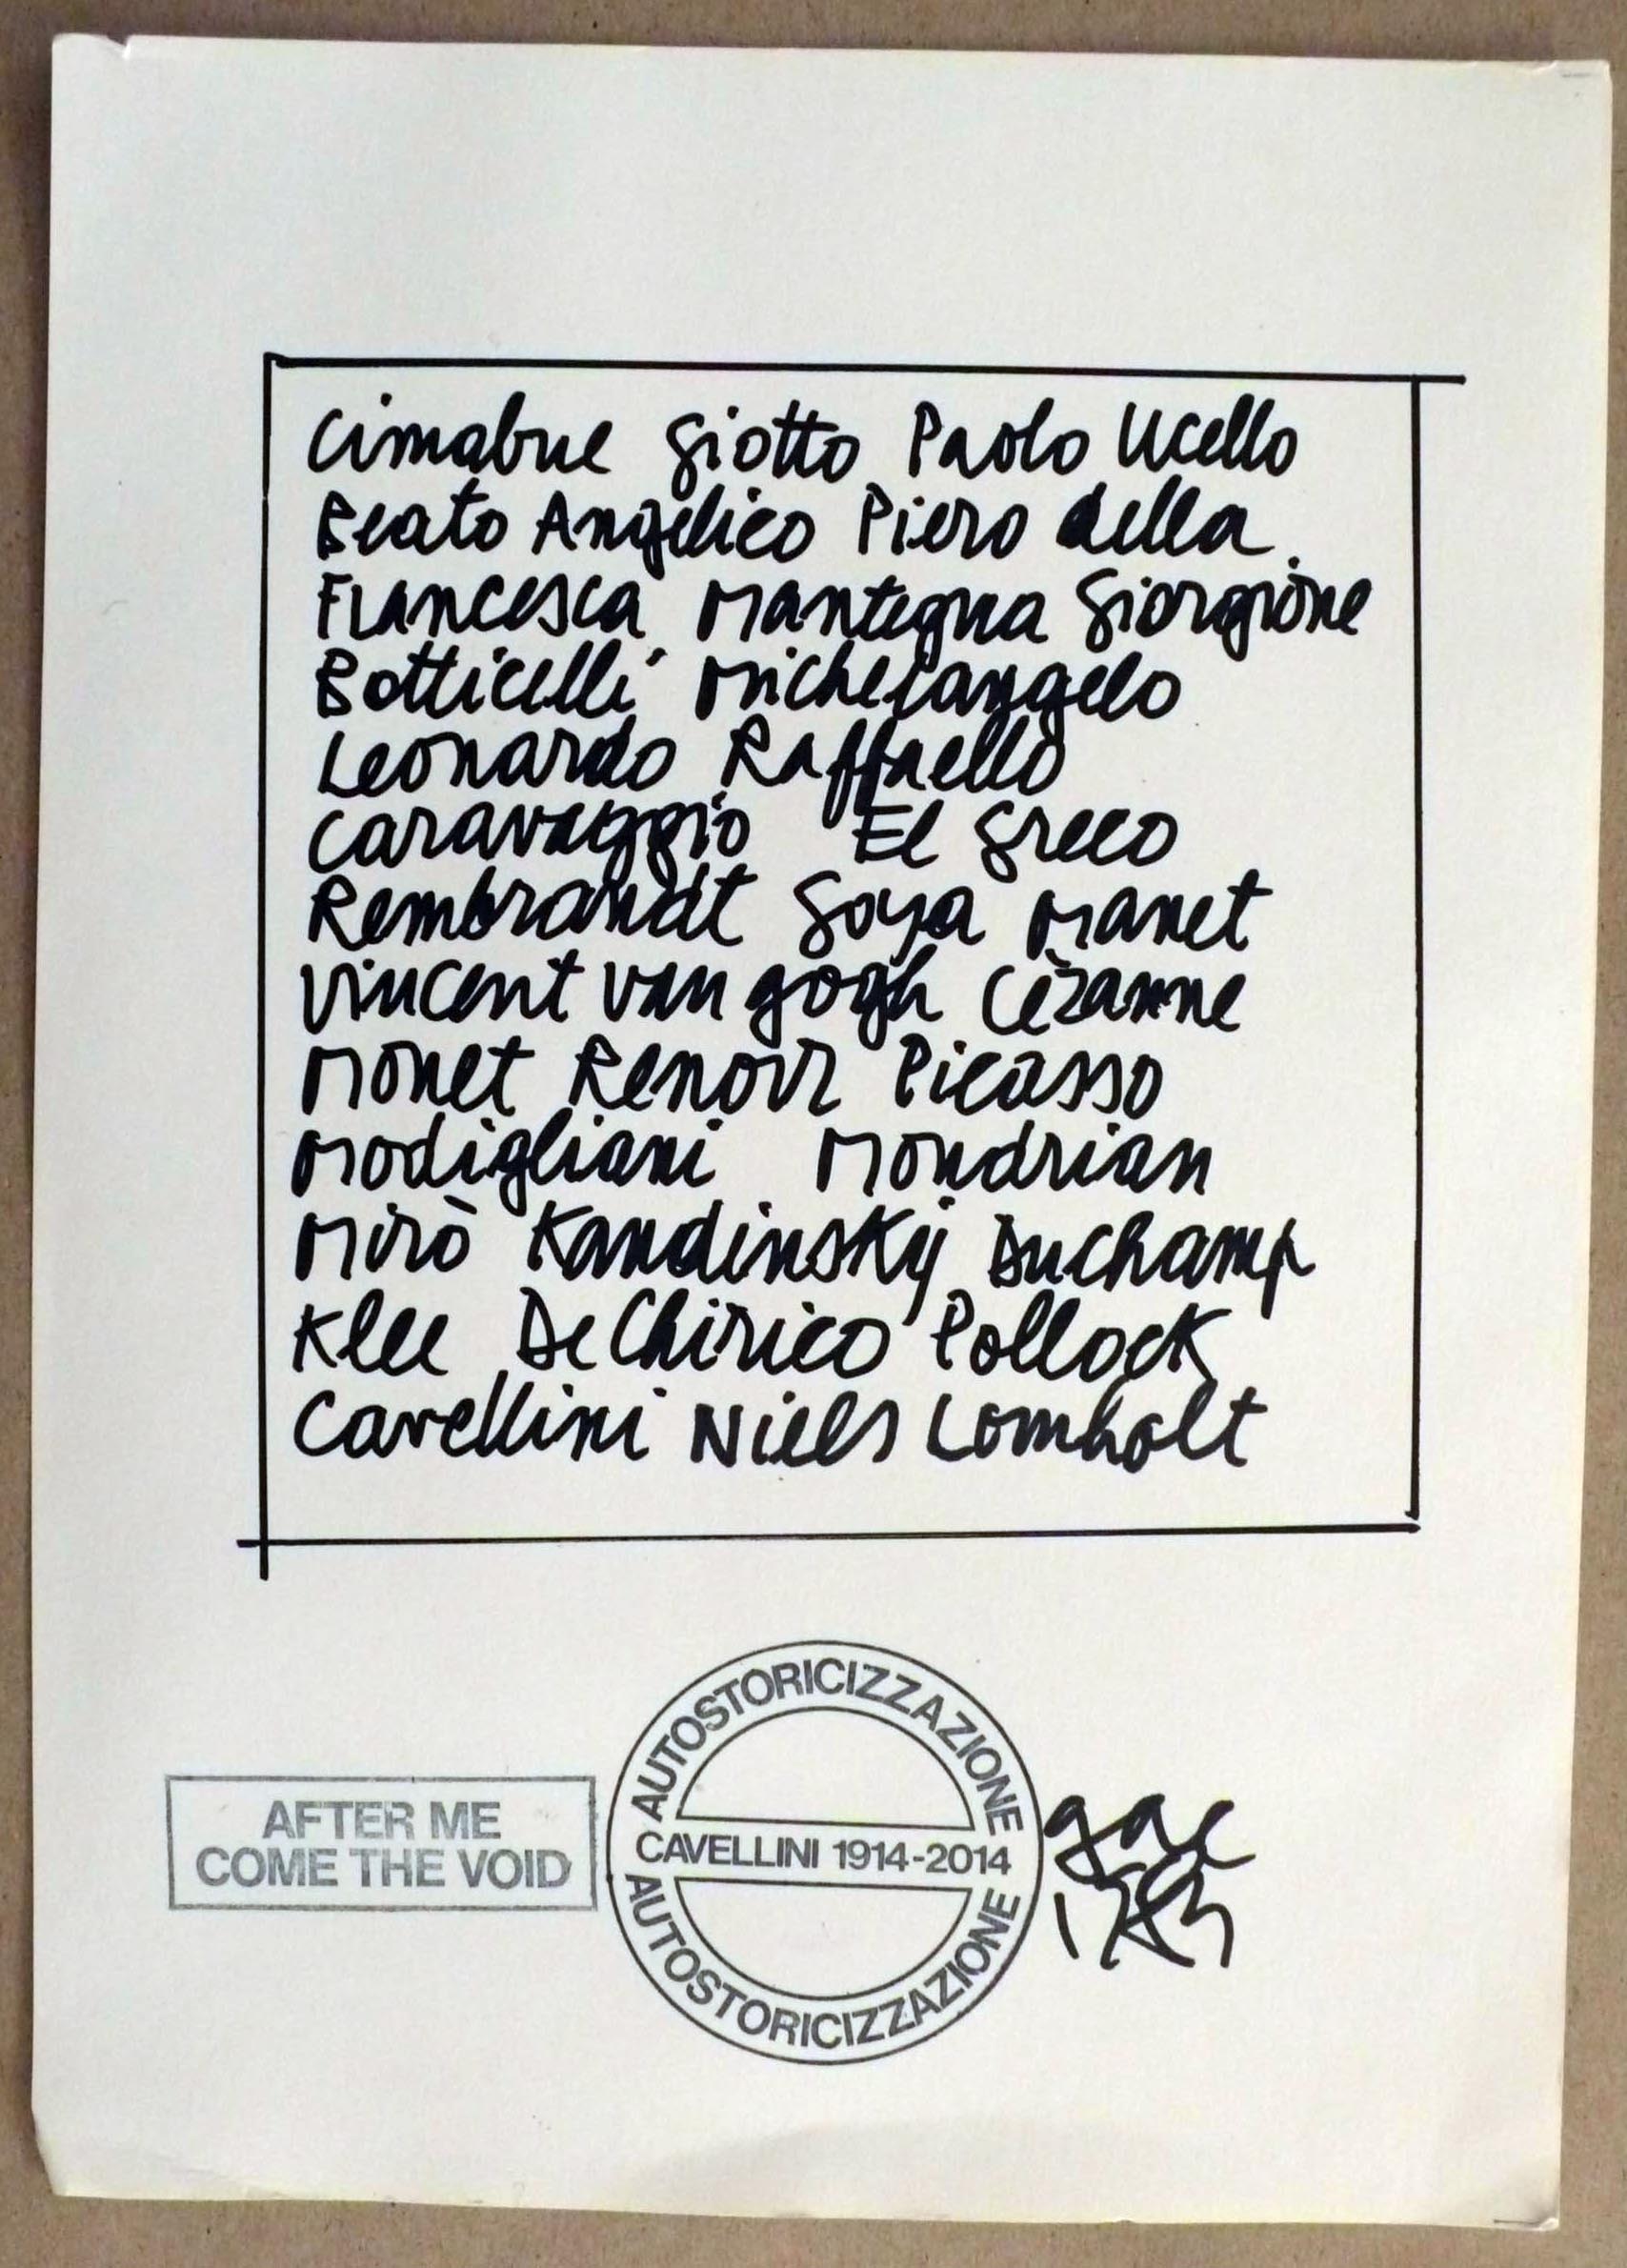 Cimabue Giotto Paolo Ucello
Beato Angelico Piero della
Francesca Mantegna Giorgione
Botticelli Michelangelo
Leonardo Raffaello
Caravaggio El Greco
Rembrandt Goya Manet
Vincent van gogh Cèzanne
Monet Renoir Picasso
Modigliani Mondrian
Mirò Kandinskij Duchamp
Klee De Chirico Pollock
Cavellini Niels Lomholt
AUTOSTORICIZZAZIONE
AFTER ME
COME THE VOID
CAVELLINI 1914-2014
AUTOSTORICIZZAZIONE
gac